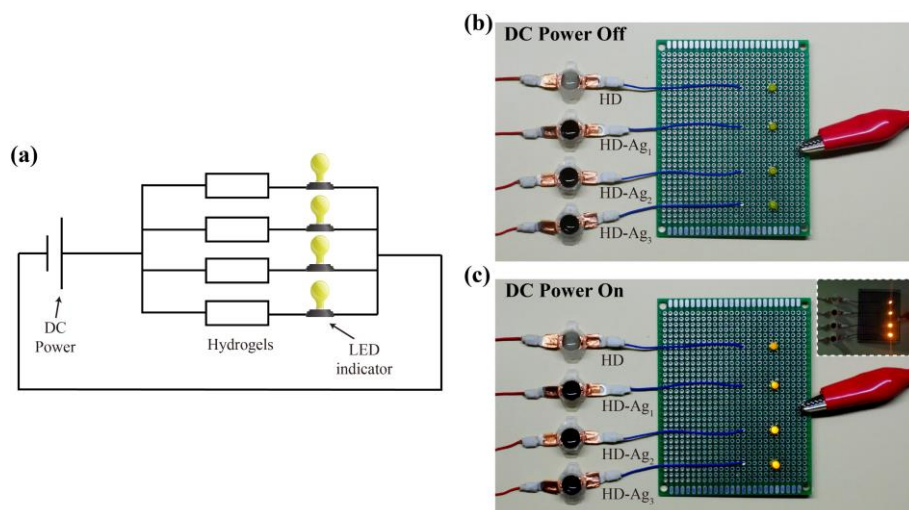 (a)
DC
Power
Hydrogels
LED
indicator
(b)
DC Power Off
HD
HD-Ag₁
HD-Ag₂
HD-Ag₃
(c)
DC Power On
HD
HD-Ag₁
HD-Ag₂
HD-Ag₃